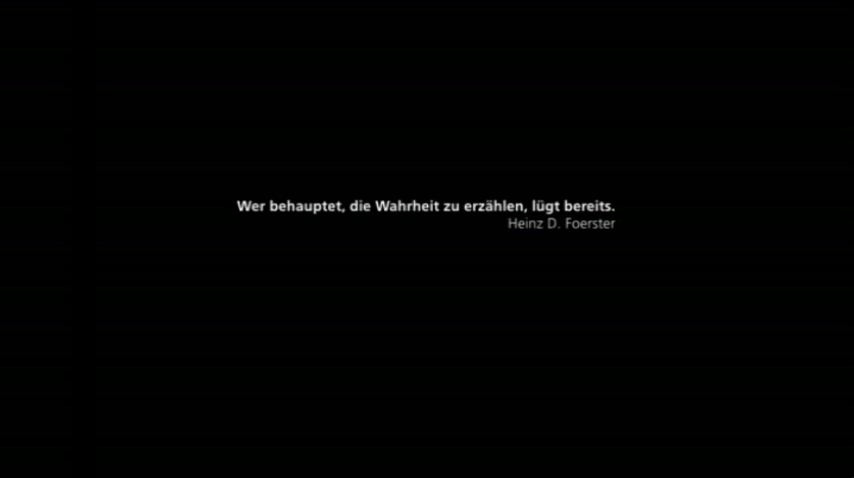 Wer behauptet, die Wahrheit zu erzählen, lügt bereits.
Heinz D. Foerster